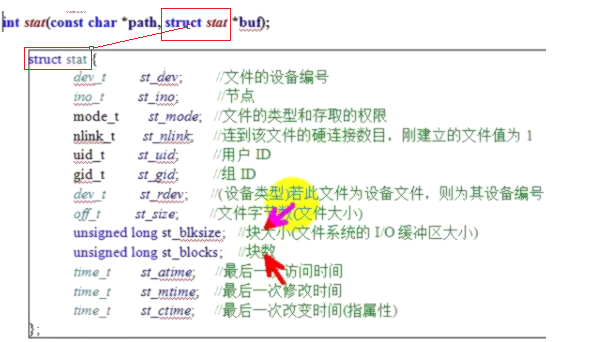 int stat(const char *path, struct stat *buf);
struct stat {
dev_t st_dev; //文件的设备编号
ino_t st_ino; //节点
mode_t st_mode; //文件的类型和存取的权限
nlink_t st_nlink; //连到该文件的硬连接数目，刚建立的文件值为 1
uid_t st_uid; //用户 ID
gid_t st_gid; //组 ID
dev_t st_rdev; //(设备类型)若此文件为设备文件，则为其设备编号
off_t st_size; //文件字节(文件大小)
unsigned long st_blksize; //块大小(文件系统的 I/O 缓冲区大小)
unsigned long st_blocks; //块数
time_t st_atime; //最后一次访问时间
time_t st_mtime; //最后一次修改时间
time_t st_ctime; //最后一次改变时间(指属性)
};